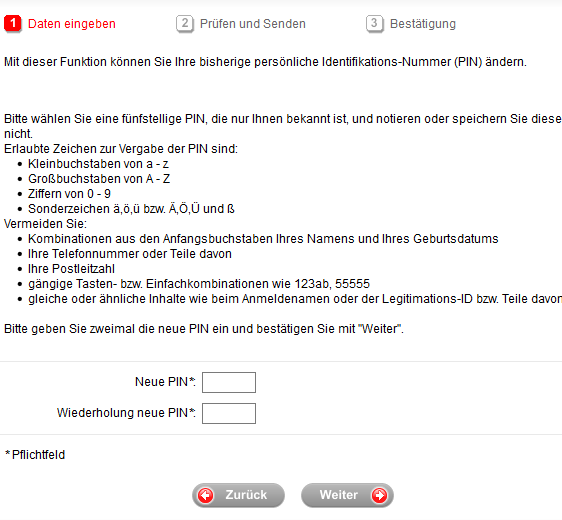 1 Daten eingeben 2 Prüfen und Senden 3 Bestätigung
Mit dieser Funktion können Sie Ihre bisherige persönliche Identifikations-Nummer (PIN) ändern.
Bitte wählen Sie eine fünfstellige PIN, die nur Ihnen bekannt ist, und notieren oder speichern Sie diese
nicht.
Erlaubte Zeichen zur Vergabe der PIN sind:
• Kleinbuchstaben von a - z
• Großbuchstaben von A - Z
• Ziffern von 0 - 9
• Sonderzeichen ä,ö,ü bzw. Ä,Ö,Ü und ß
Vermeiden Sie:
• Kombinationen aus den Anfangsbuchstaben Ihres Namens und Ihres Geburtsdatums
• Ihre Telefonnummer oder Teile davon
• Ihre Postleitzahl
• gängige Tasten- bzw. Einfachkombinationen wie 123ab, 55555
• gleiche oder ähnliche Inhalte wie beim Anmeldenamen oder der Legitimations-ID bzw. Teile davon
Bitte geben Sie zweimal die neue PIN ein und bestätigen Sie mit "Weiter".
Neue PIN*:
Wiederholung neue PIN*:
* Pflichtfeld
Zurück Weiter